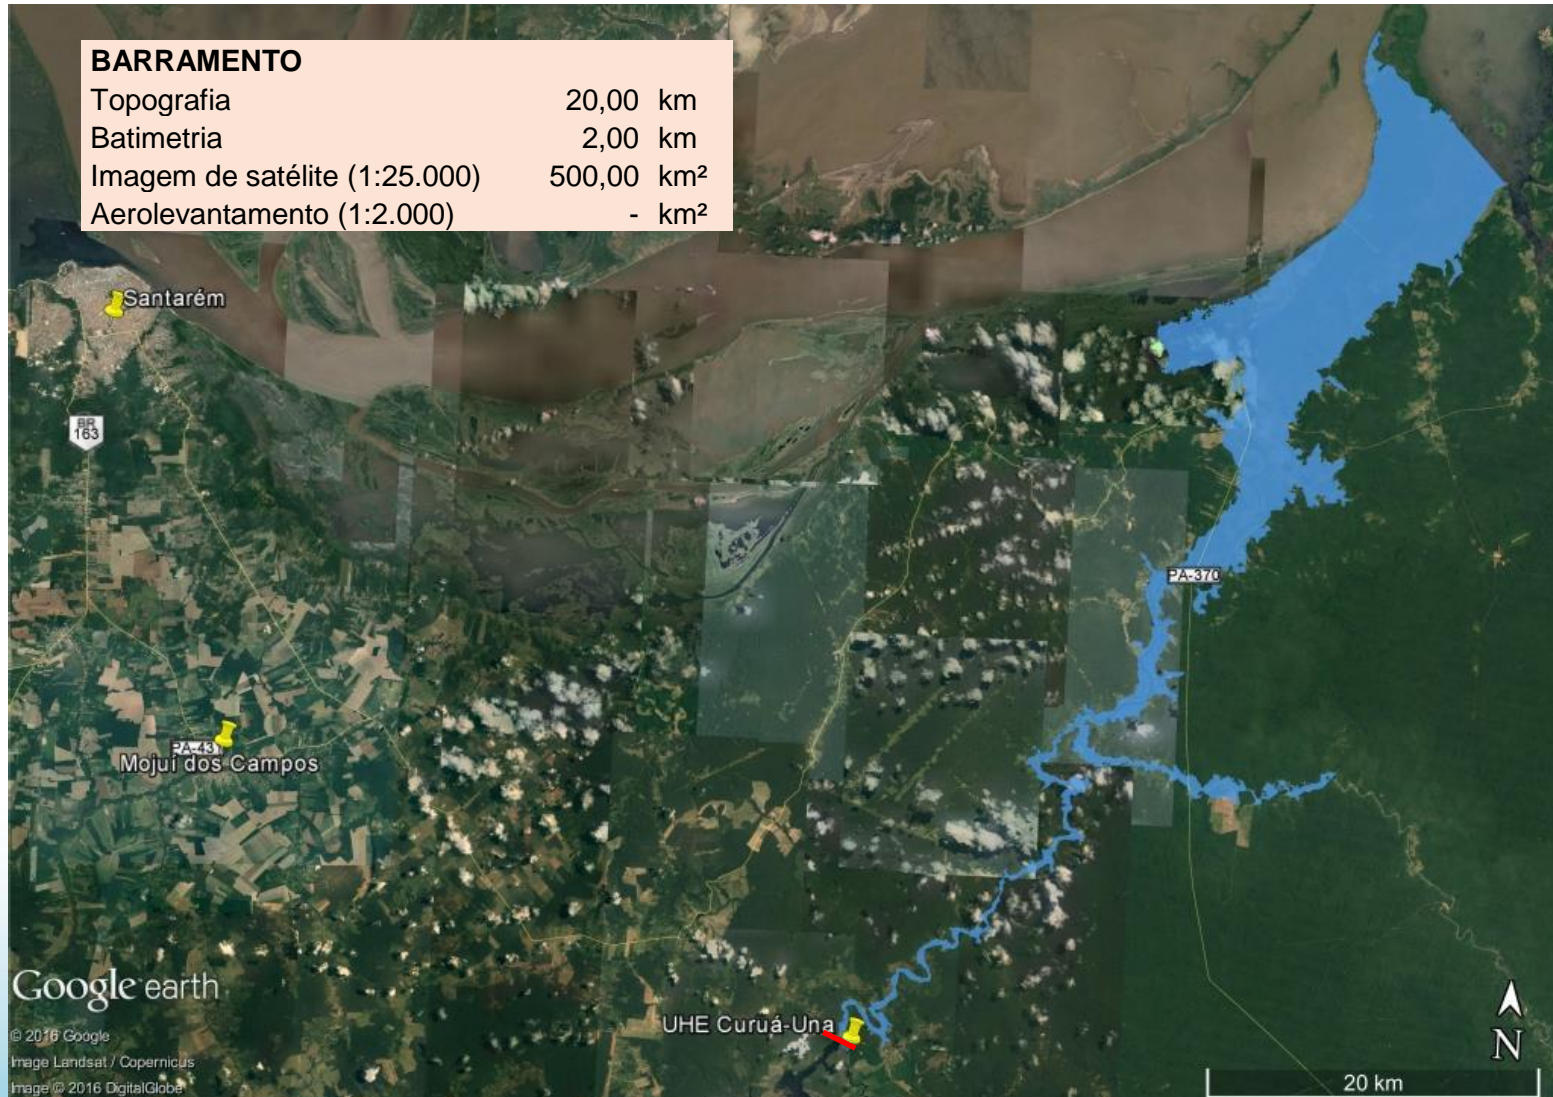 BARRAMENTO
Topografia 20,00 km
Batimetria 2,00 km
Imagem de satélite (1:25.000) 500,00 km²
Aerolevantamento (1:2.000) - km²
Santarém
BR
163
PA-370
PA-431
Mojuí dos Campos
Google earth
UHE Curuá-Una
© 2016 Google
Image Landsat / Copernicus
Image © 2016 DigitalGlobe
N
20 km